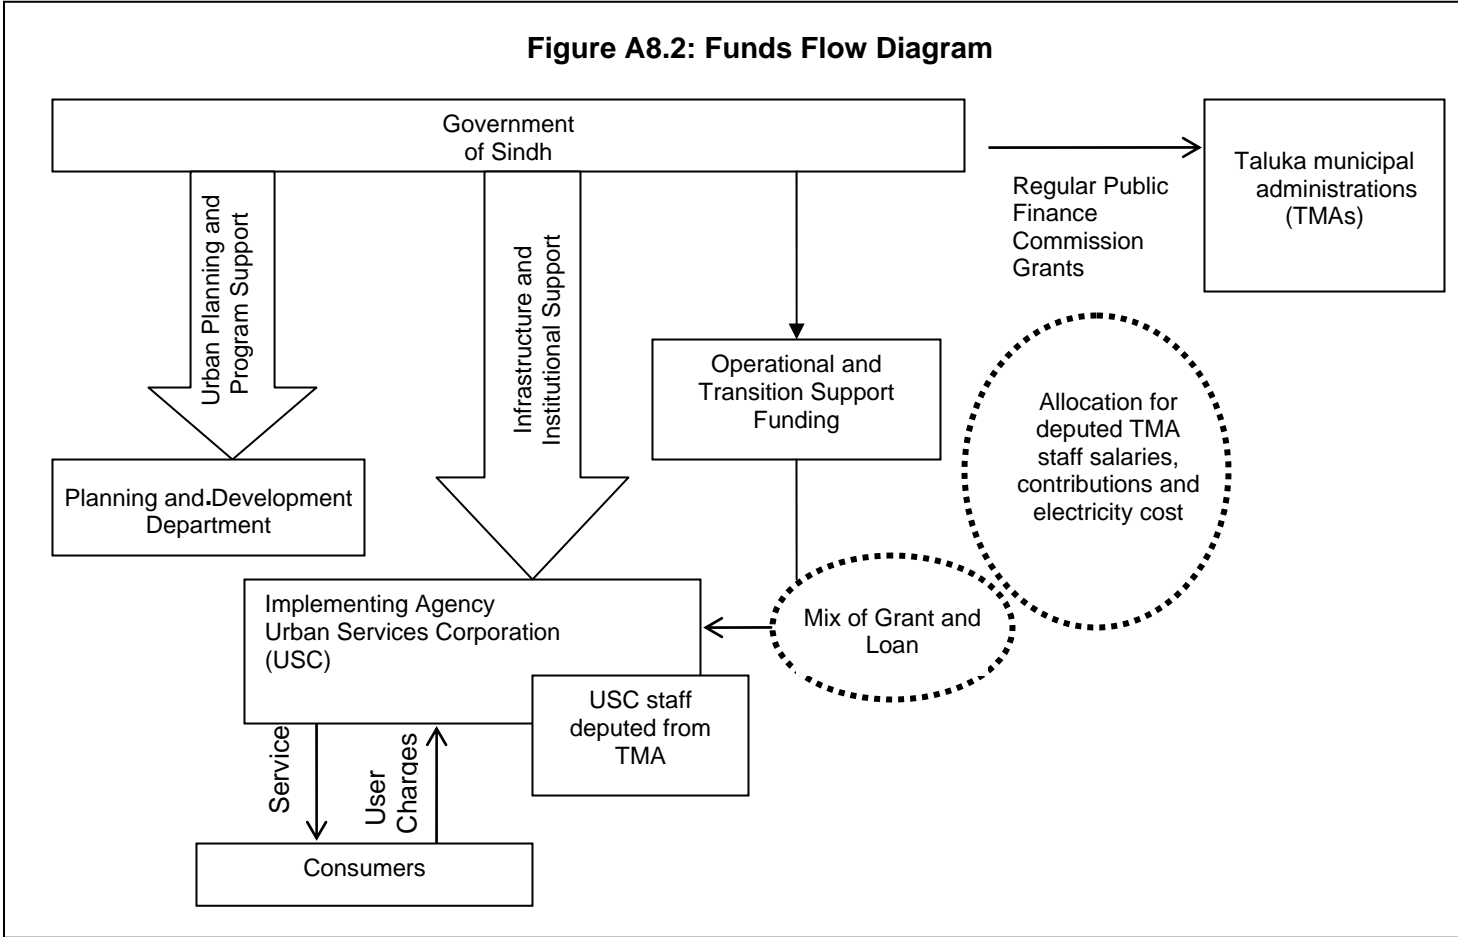 Figure A8.2: Funds Flow Diagram
Government
of Sindh
Taluka municipal
administrations
(TMAs)
Regular Public
Finance
Commission
Grants
Urban Planning and
Program Support
Infrastructure and
Institutional Support
Operational and
Transition Support
Funding
Allocation for
deputed TMA
staff salaries,
contributions and
electricity cost
Planning and.Development
Department
Implementing Agency
Urban Services Corporation
(USC)
Mix of Grant and
Loan
USC staff
deputed from
TMA
Service
User
Charges
Consumers